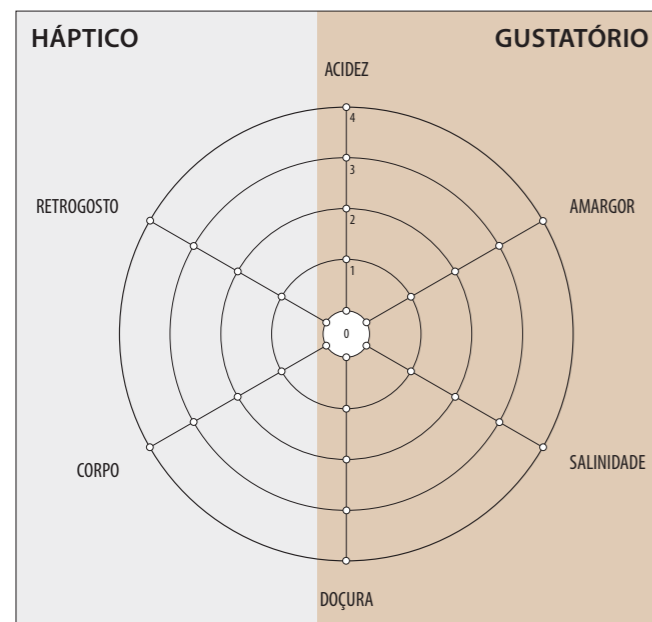 HÁPTICO
GUSTATÓRIO
ACIDEZ
4
3
2
1
0
RETROGOSTO
AMARGOR
CORPO
SALINIDADE
DOÇURA